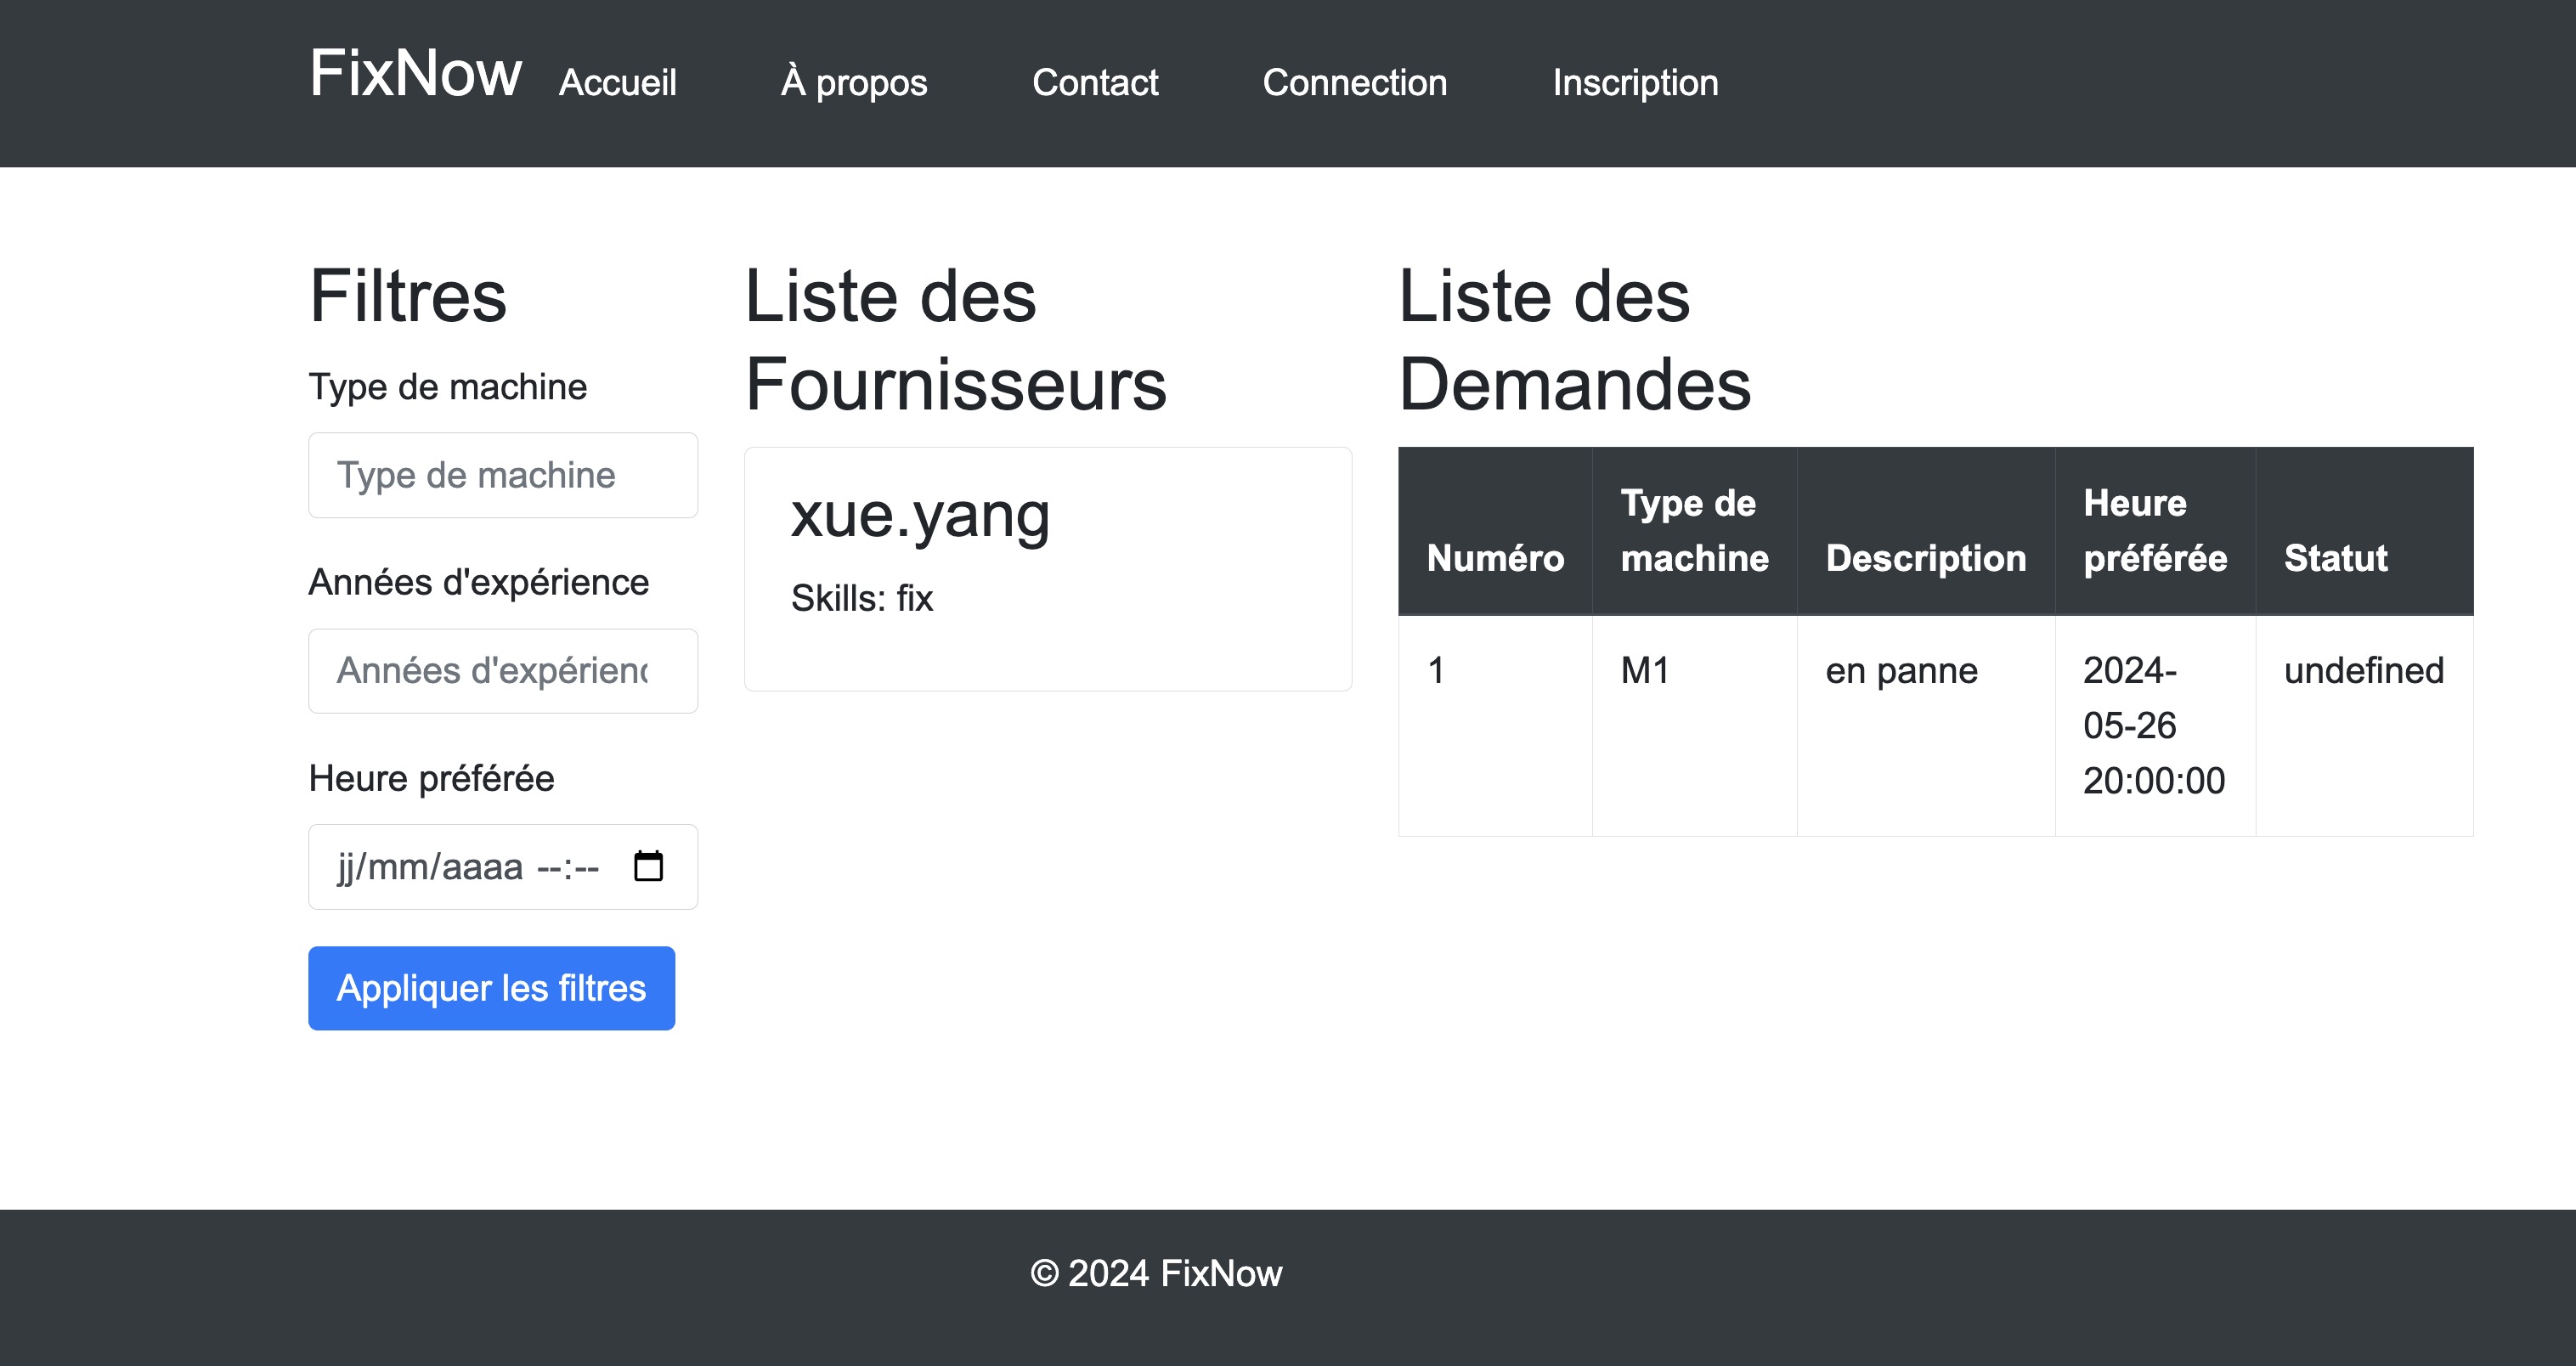 FixNow Accueil À propos Contact Connection Inscription
Filtres
Type de machine
Type de machine
Années d'expérience
Années d'expérienc
Heure préférée
jj/mm/aaaa --:--
Appliquer les filtres
Liste des
Fournisseurs
xue.yang
Skills: fix
Liste des
Demandes
Numéro Type de machine Description Heure préférée Statut
1 M1 en panne 2024-05-26 20:00:00 undefined
© 2024 FixNow